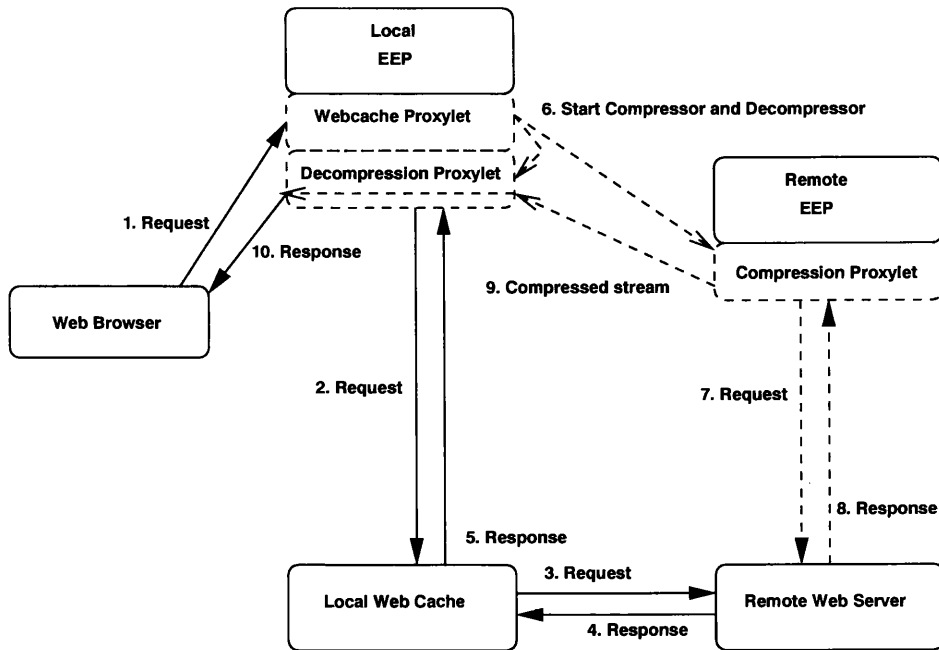 Local
EEP
Webcache Proxylet
6. Start Compressor and Decompressor
Decompression Proxylet
Remote
EEP
1. Request
10. Response
Compression Proxylet
9. Compressed stream
Web Browser
2. Request
7. Request
8. Response
5. Response
3. Request
Local Web Cache
Remote Web Server
4. Response